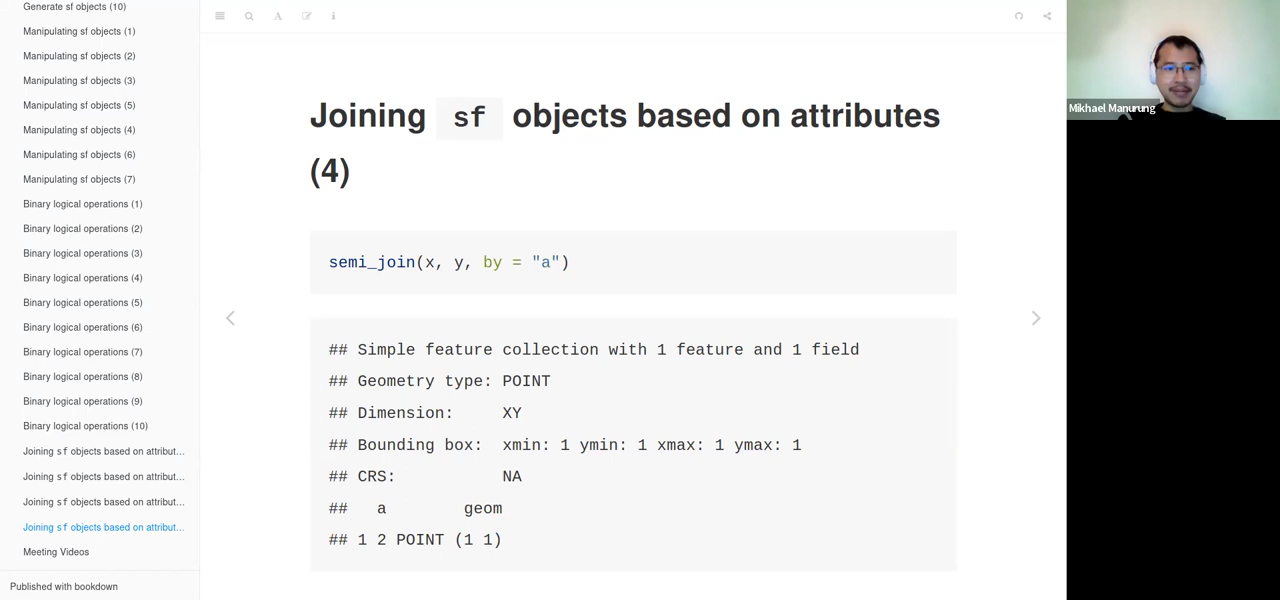 Generate sf objects (10)
Manipulating sf objects (1)
Manipulating sf objects (2)
Manipulating sf objects (3)
Manipulating sf objects (5)
Manipulating sf objects (4)
Manipulating sf objects (6)
Manipulating sf objects (7)
Binary logical operations (1)
Binary logical operations (2)
Binary logical operations (3)
Binary logical operations (4)
Binary logical operations (5)
Binary logical operations (6)
Binary logical operations (7)
Binary logical operations (8)
Binary logical operations (9)
Binary logical operations (10)
Joining sf objects based on attribut...
Joining sf objects based on attribut...
Joining sf objects based on attribut...
Joining sf objects based on attribut...
Meeting Videos
Published with bookdown
Joining sf objects based on attributes
(4)
semi_join(x, y, by = "a")
## Simple feature collection with 1 feature and 1 field
## Geometry type: POINT
## Dimension:     XY
## Bounding box:  xmin: 1 ymin: 1 xmax: 1 ymax: 1
## CRS:           NA
##   a        geom
## 1 2 POINT (1 1)
Mikhael Manurung